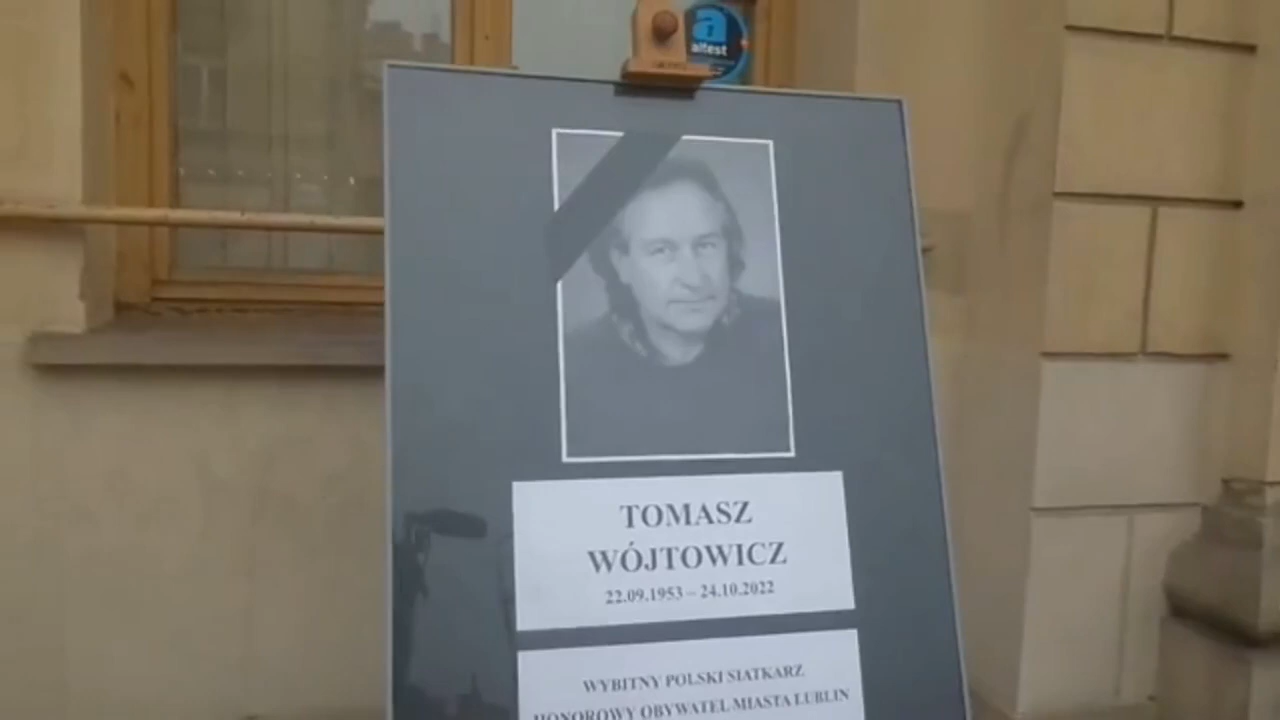 altest
TOMASZ
WÓJTOWICZ
22.09.1953 – 24.10.2022
WYBITNY POLSKI SIATKARZ
HONOROWY OBYWATEL MIASTA LUBLIN